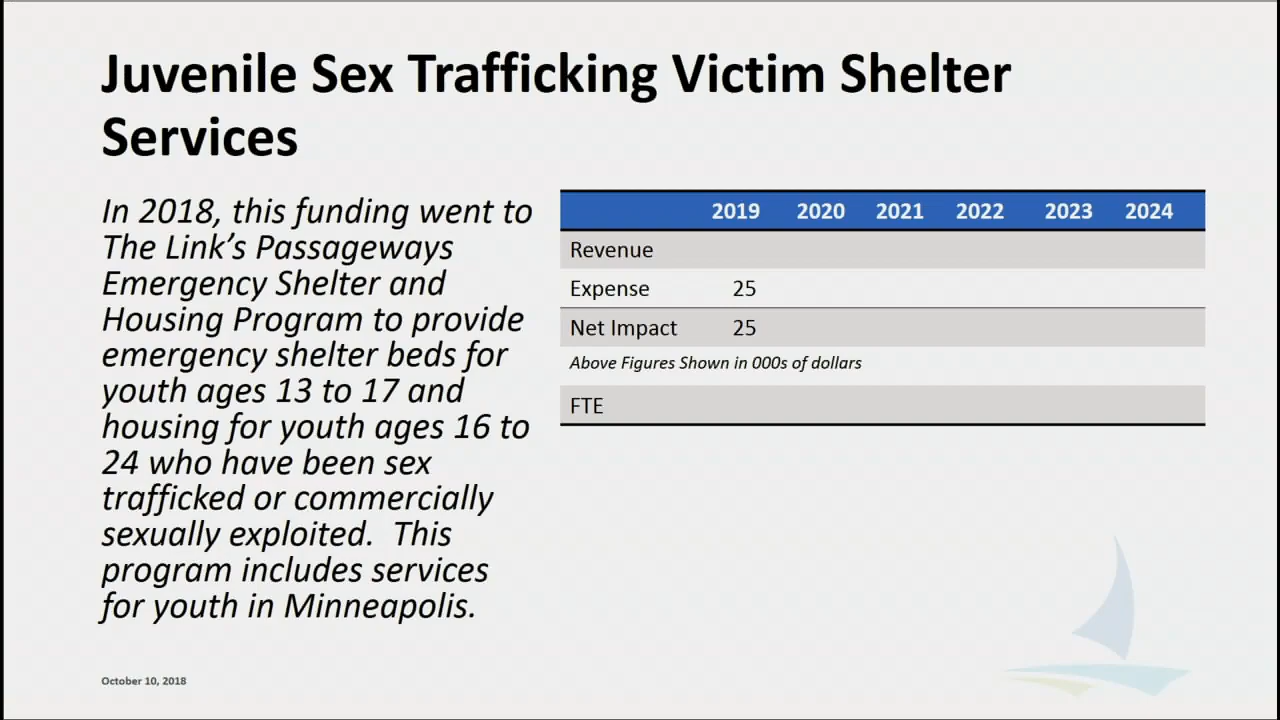 Juvenile Sex Trafficking Victim Shelter
Services
In 2018, this funding went to
The Link’s Passageways
Emergency Shelter and
Housing Program to provide
emergency shelter beds for
youth ages 13 to 17 and
housing for youth ages 16 to
24 who have been sex
trafficked or commercially
sexually exploited.  This
program includes services
for youth in Minneapolis.
2019 2020 2021 2022 2023 2024
Revenue
Expense 25
Net Impact 25
Above Figures Shown in 000s of dollars
FTE
October 10, 2018